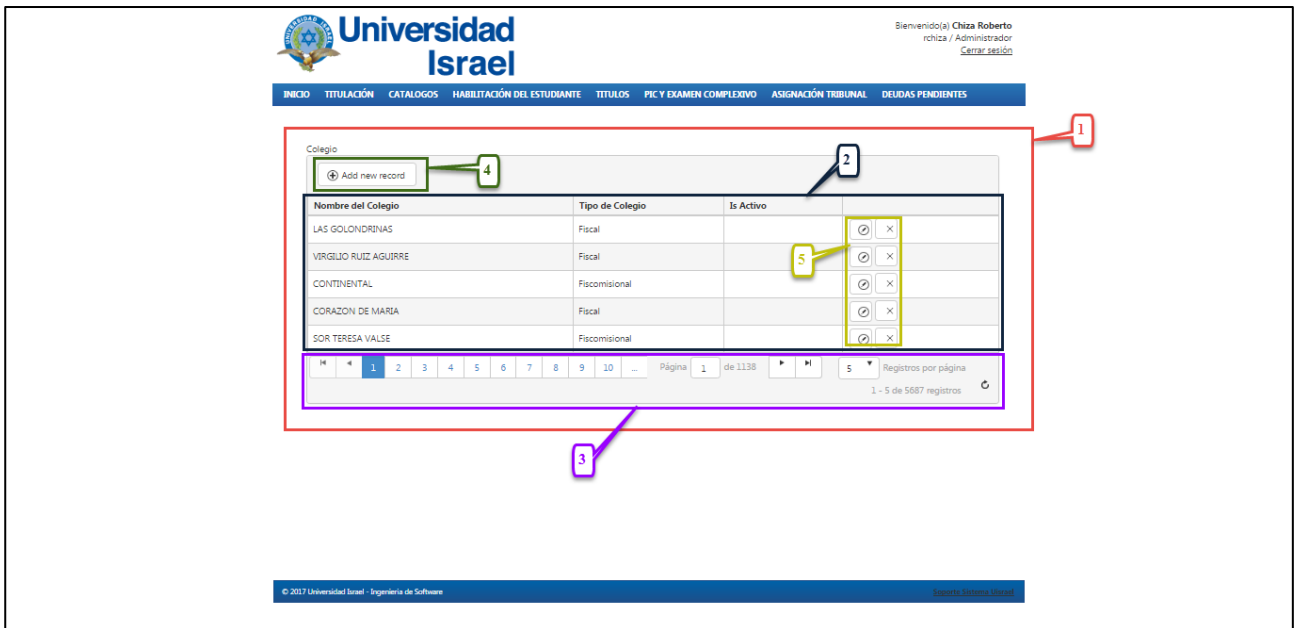 Universidad
Israel
Bienvenido(a) Chiza Roberto
rchiza / Administrador
Cerrar sesión
INICIO TITULACIÓN CATALOGOS HABILITACIÓN DEL ESTUDIANTE TITULOS PIC Y EXAMEN COMPLEXIVO ASIGNACIÓN TRIBUNAL DEUDAS PENDIENTES
1
Colegio
2
Add new record
4
Nombre del Colegio Tipo de Colegio Is Activo
LAS GOLONDRINAS Fiscal
VIRGILIO RUIZ AGUIRRE Fiscal
5
CONTINENTAL Fiscomisional
CORAZON DE MARIA Fiscal
SOR TERESA VALSE Fiscomisional
1 2 3 4 5 6 7 8 9 10 ... Página 1 de 1138 5 Registros por página
1 - 5 de 5687 registros
3
© 2017 Universidad Israel - Ingenieria de Software